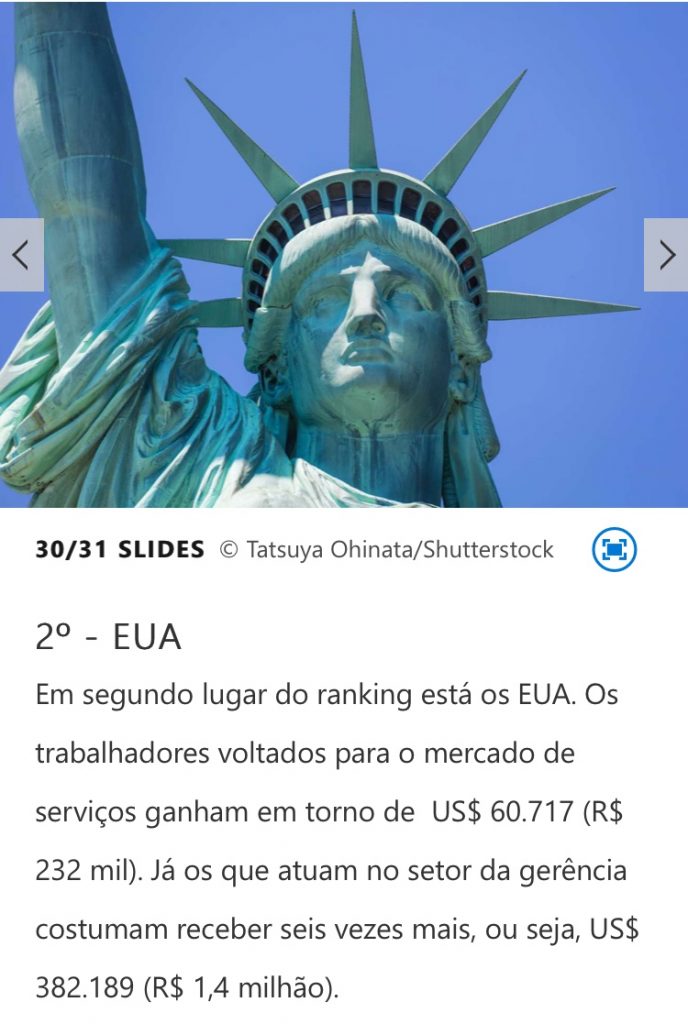 30/31 SLIDES © Tatsuya Ohinata/Shutterstock
2º - EUA
Em segundo lugar do ranking está os EUA. Os
trabalhadores voltados para o mercado de
serviços ganham em torno de  US$ 60.717 (R$
232 mil). Já os que atuam no setor da gerência
costumam receber seis vezes mais, ou seja, US$
382.189 (R$ 1,4 milhão).